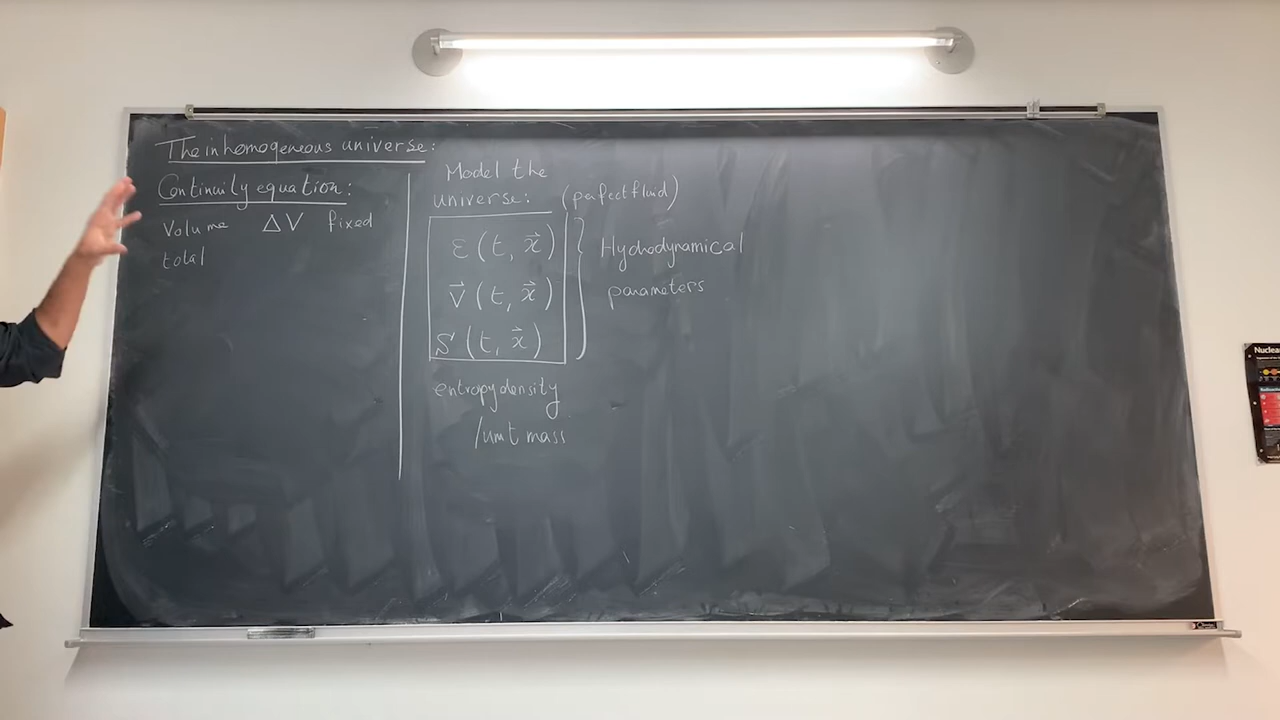 The inhomogeneous universe:
Continuity equation:
Volume ΔV fixed
total
Model the
universe: (perfect fluid)
ε(t, x⃗)
v⃗(t, x⃗)
S(t, x⃗)
Hydrodynamical
parameters
entropy density
/unit mass
Nuclear